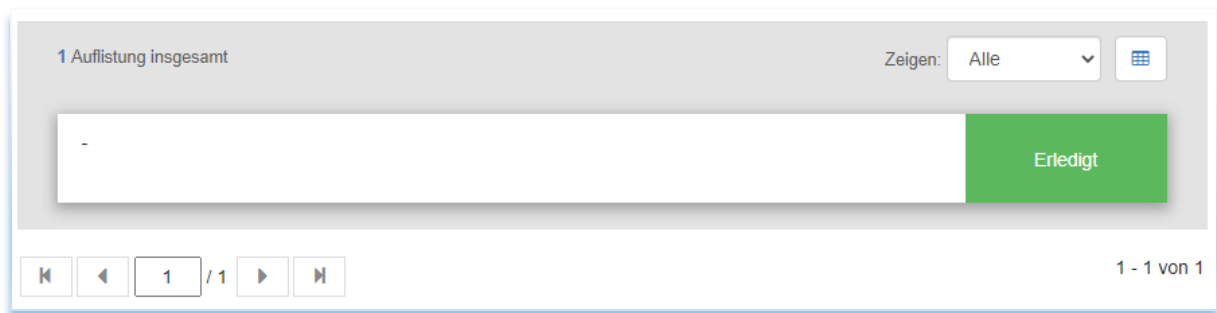 1 Auflistung insgesamt
Zeigen: Alle
-
Erledigt
1 / 1
1 - 1 von 1